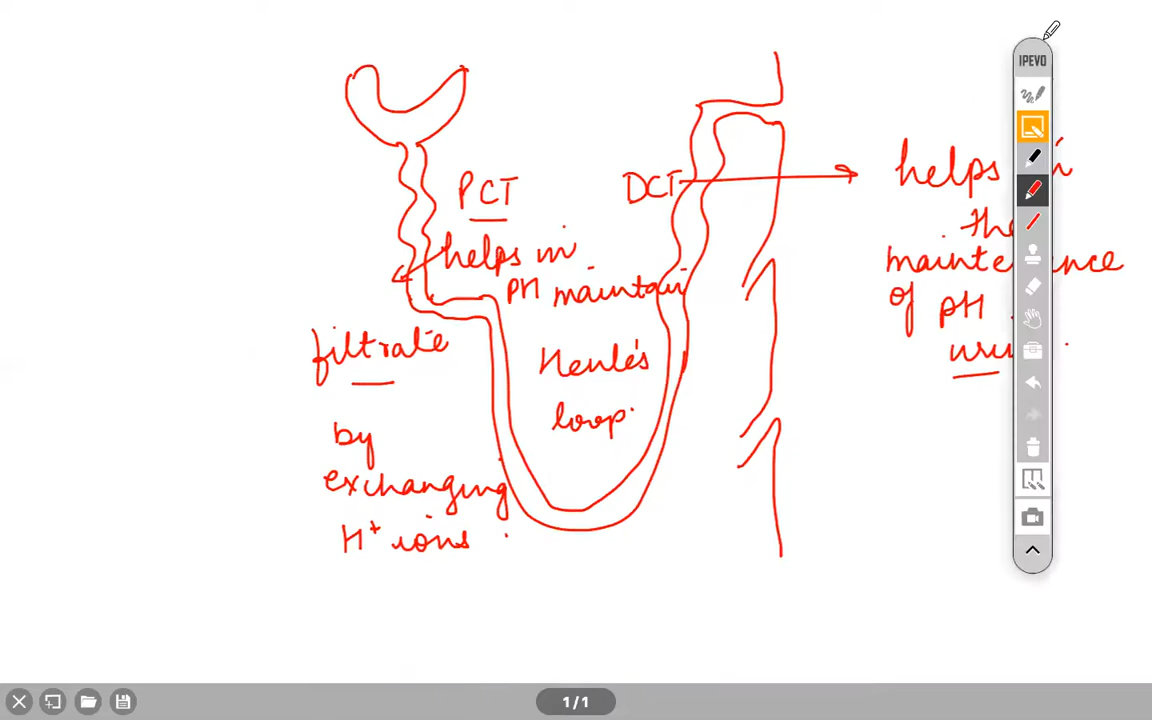 IPEVO
PCT
DCT
helps
the
maintenance
of pH
helps in
pH maintain
filtrate
Henle's
loop.
by
exchanging
H+ ions.
1/1